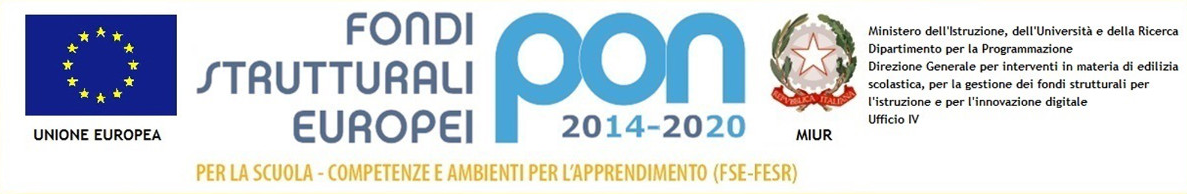 UNIONE EUROPEA
FONDI
STRUTTURALI
EUROPEI
pon
2014-2020
PER LA SCUOLA - COMPETENZE E AMBIENTI PER L'APPRENDIMENTO (FSE-FESR)
REPVBBLICA ITALIANA
MIUR
Ministero dell'Istruzione, dell'Università e della Ricerca
Dipartimento per la Programmazione
Direzione Generale per interventi in materia di edilizia
scolastica, per la gestione dei fondi strutturali per
l'istruzione e per l'innovazione digitale
Ufficio IV